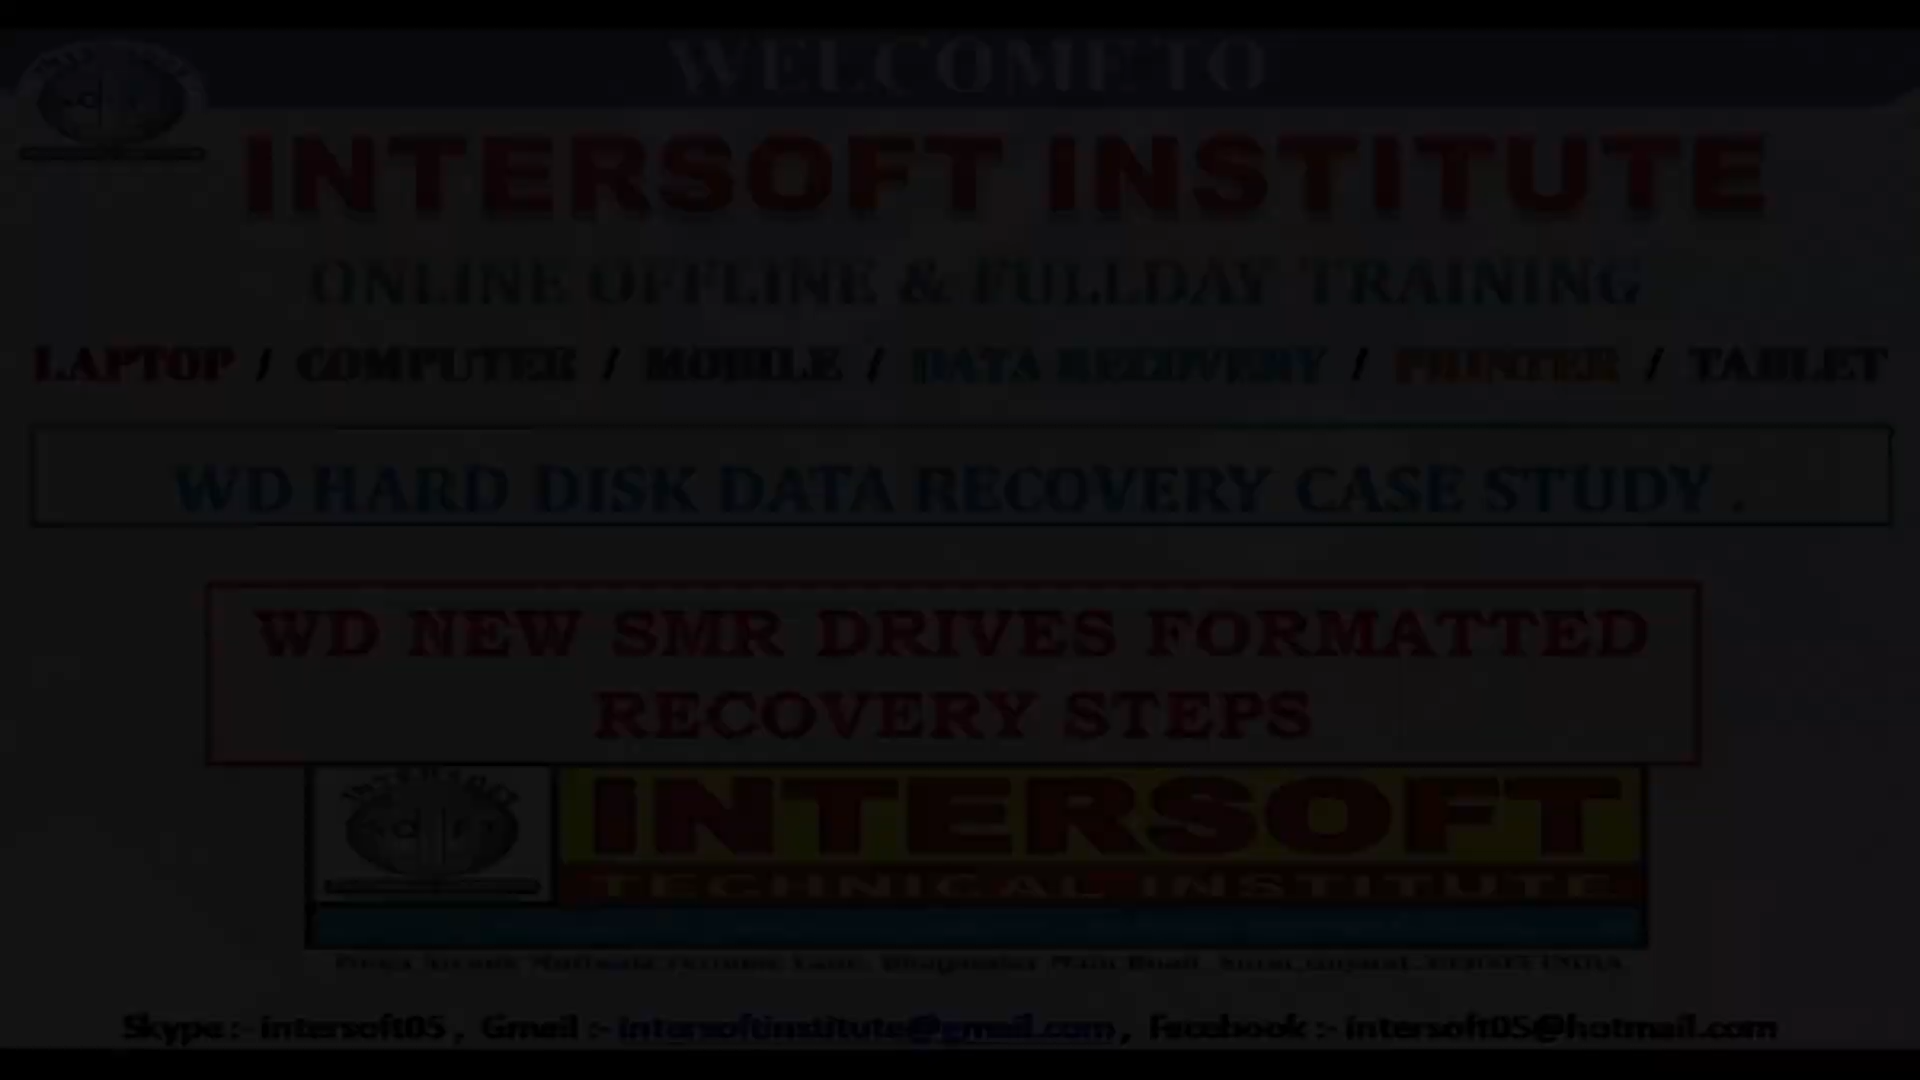 WELCOME TO
INTERSOFT INSTITUTE
ONLINE OFFLINE & FULLDAY TRAINING
LAPTOP / COMPUTER / MOBILE / DATA RECOVERY / PRINTER / TABLET
WD HARD DISK DATA RECOVERY CASE STUDY .
WD NEW SMR DRIVES FORMATTED
RECOVERY STEPS
INTERSOFT
TECHNICAL INSTITUTE
Skype :- intersoft05 , Gmail :- intersoftinstitute@gmail.com , Facebook :- intersoft05@hotmail.com